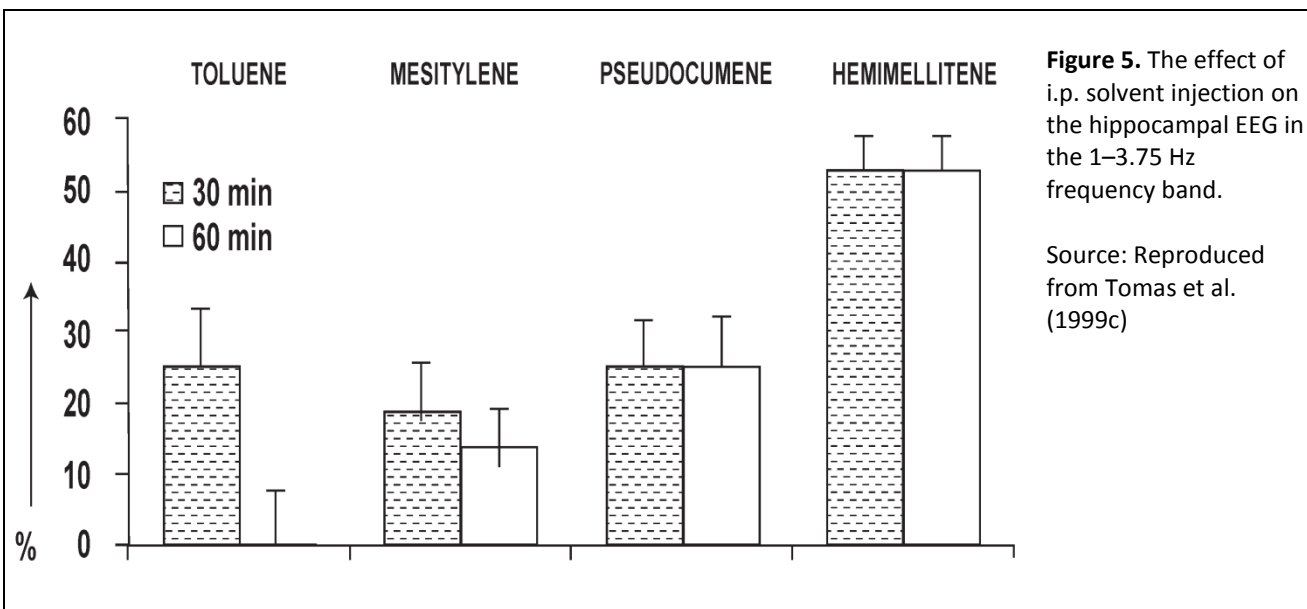 TOLUENE MESITYLENE PSEUDOCUMENE HEMIMELLITENE
60
50
40
30
20
10
0
%
30 min
60 min
Figure 5. The effect of
i.p. solvent injection on
the hippocampal EEG in
the 1–3.75 Hz
frequency band.
Source: Reproduced
from Tomas et al.
(1999c)